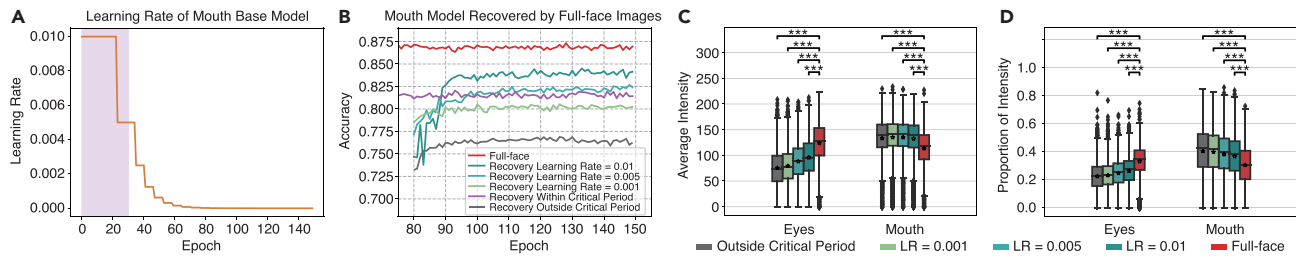 A
Learning Rate of Mouth Base Model
0.010
0.008
0.006
0.004
0.002
0.000
Learning Rate
0 20 40 60 80 100 120 140
Epoch
B
Mouth Model Recovered by Full-face Images
0.875
0.850
0.825
0.800
0.775
0.750
0.725
0.700
Accuracy
Full-face
Recovery Learning Rate = 0.01
Recovery Learning Rate = 0.005
Recovery Learning Rate = 0.001
Recovery Within Critical Period
Recovery Outside Critical Period
80 90 100 110 120 130 140 150
Epoch
C
300
250
200
150
100
50
0
Average Intensity
*** ***
*** ***
*** ***
*** ***
Eyes Mouth
D
1.0
0.8
0.6
0.4
0.2
0.0
Proportion of Intensity
*** ***
*** ***
*** ***
*** ***
Eyes Mouth
Outside Critical Period LR = 0.001 LR = 0.005 LR = 0.01 Full-face